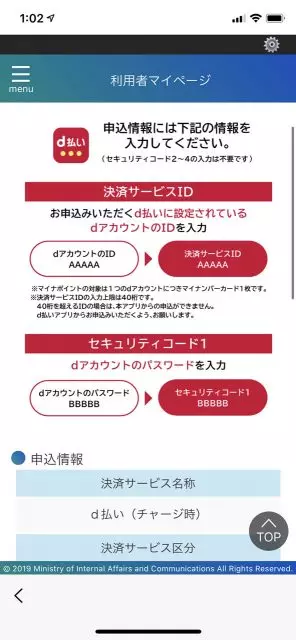 1:02
menu
利用者マイページ
d払い
申込情報には下記の情報を
入力してください。
（セキュリティコード2～4の入力は不要です）
決済サービスID
お申込みいただくd払いに設定されている
dアカウントのIDを入力
dアカウントのID
AAAAA
決済サービスID
AAAAA
※マイナポイントの対象は1つのdアカウントにつきマイナンバーカード1枚です。
※決済サービスIDの入力上限は40桁です。
40桁を超えるIDの場合は、本アプリからの申込ができません。
d払いアプリからお申込みいただくよう、お願いします。
セキュリティコード1
dアカウントのパスワードを入力
dアカウントのパスワード
BBBBB
セキュリティコード1
BBBBB
申込情報
決済サービス名称
d払い（チャージ時）
決済サービス区分
TOP
© 2019 Ministry of Internal Affairs and Communications All Rights Reserved.